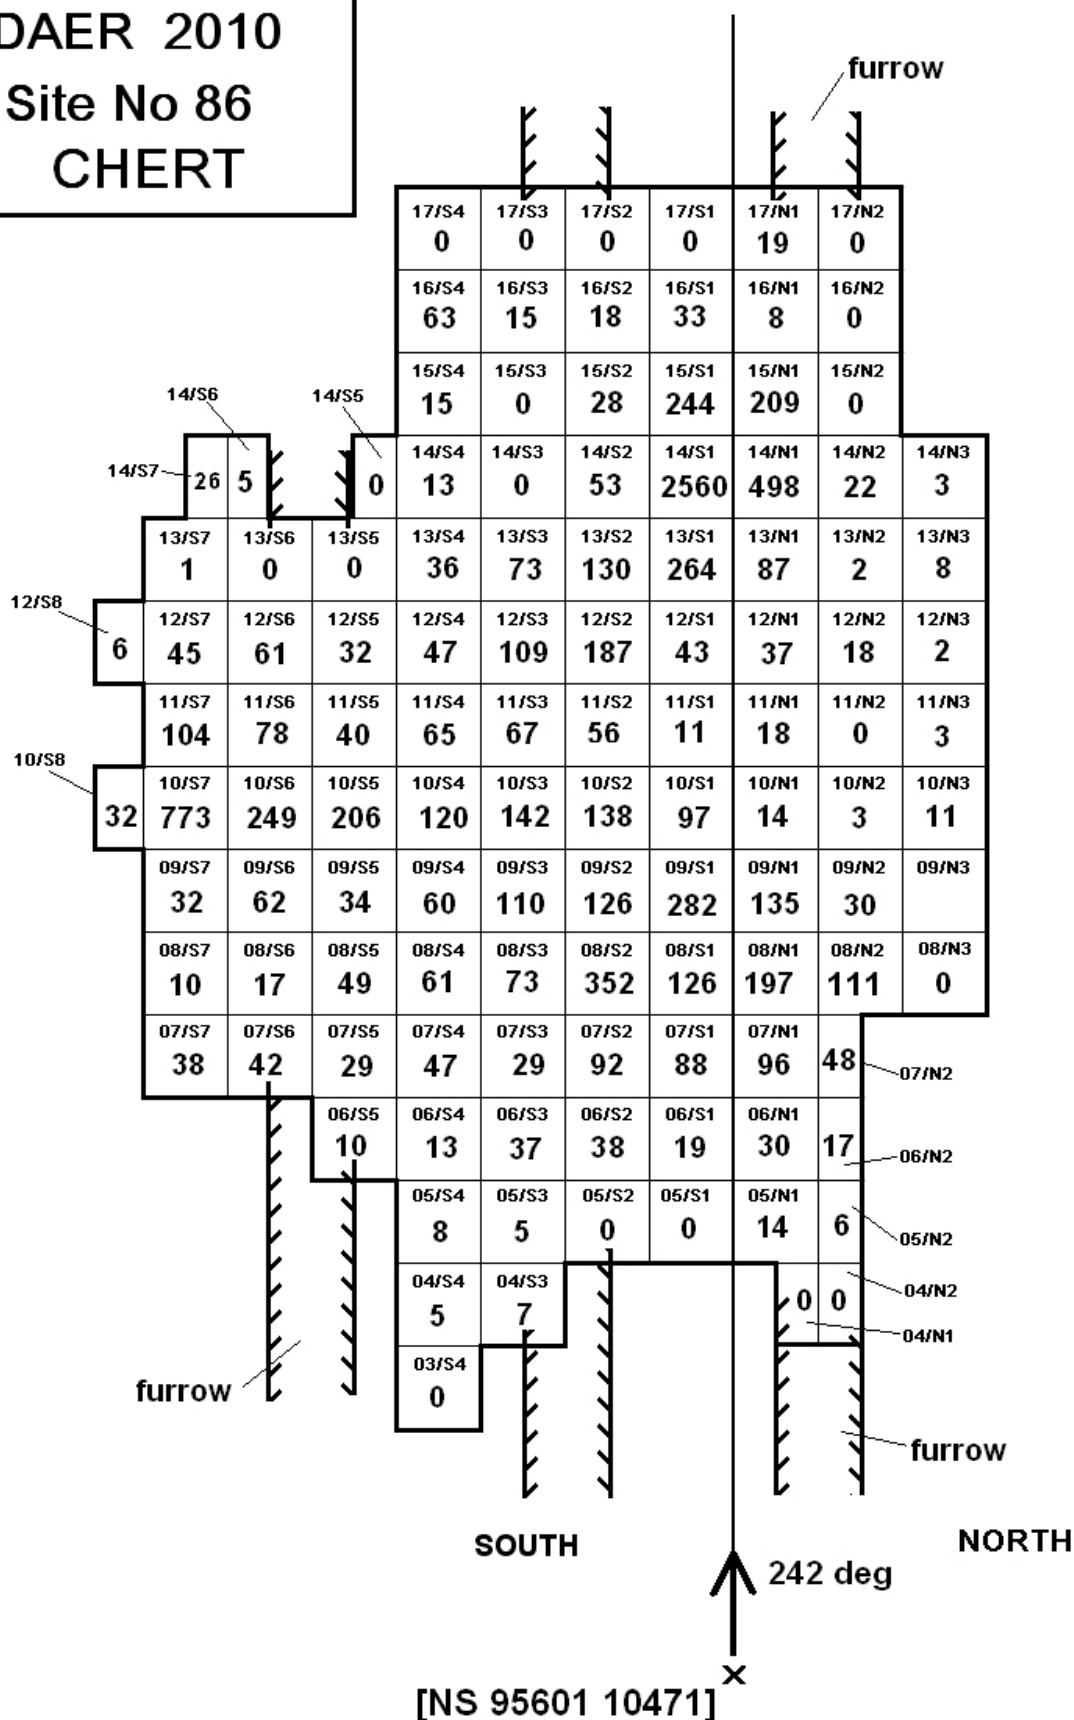 DAER 2010
Site No 86
CHERT
furrow
17/S4 17/S3 17/S2 17/S1 17/N1 17/N2
0 0 0 0 19 0
16/S4 16/S3 16/S2 16/S1 16/N1 16/N2
63 15 18 33 8 0
15/S4 15/S3 15/S2 15/S1 15/N1 15/N2
15 0 28 244 209 0
14/S7 14/S6 14/S5 14/S4 14/S3 14/S2 14/S1 14/N1 14/N2 14/N3
26 5 0 13 0 53 2560 498 22 3
13/S7 13/S6 13/S5 13/S4 13/S3 13/S2 13/S1 13/N1 13/N2 13/N3
1 0 0 36 73 130 264 87 2 8
12/S8 12/S7 12/S6 12/S5 12/S4 12/S3 12/S2 12/S1 12/N1 12/N2 12/N3
6 45 61 32 47 109 187 43 37 18 2
11/S7 11/S6 11/S5 11/S4 11/S3 11/S2 11/S1 11/N1 11/N2 11/N3
104 78 40 65 67 56 11 18 0 3
10/S8 10/S7 10/S6 10/S5 10/S4 10/S3 10/S2 10/S1 10/N1 10/N2 10/N3
32 773 249 206 120 142 138 97 14 3 11
09/S7 09/S6 09/S5 09/S4 09/S3 09/S2 09/S1 09/N1 09/N2 09/N3
32 62 34 60 110 126 282 135 30
08/S7 08/S6 08/S5 08/S4 08/S3 08/S2 08/S1 08/N1 08/N2 08/N3
10 17 49 61 73 352 126 197 111 0
07/S7 07/S6 07/S5 07/S4 07/S3 07/S2 07/S1 07/N1 07/N2
38 42 29 47 29 92 88 96 48
06/S5 06/S4 06/S3 06/S2 06/S1 06/N1 06/N2
10 13 37 38 19 30 17
05/S4 05/S3 05/S2 05/S1 05/N1 05/N2
8 5 0 0 14 6
04/S4 04/S3 04/N2
5 7 0 0
04/N1
03/S4
0
furrow
furrow
SOUTH NORTH
242 deg
x
[NS 95601 10471]